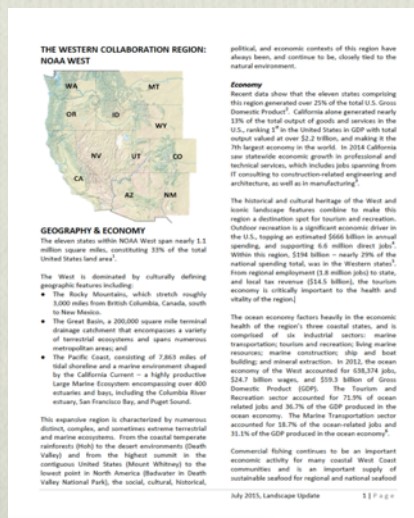 THE WESTERN COLLABORATION REGION:
NOAA WEST
WA
MT
OR
ID
WY
NV
UT
CO
CA
AZ
NM
GEOGRAPHY & ECONOMY
The eleven states within NOAA West span nearly 1.1
million square miles, constituting 33% of the total
United States land area¹.
The West is dominated by culturally defining
geographic features including:
• The Rocky Mountains, which stretch roughly
3,000 miles from British Columbia, Canada, south
to New Mexico.
• The Great Basin, a 200,000 square mile terminal
drainage catchment that encompasses a variety
of terrestrial ecosystems and spans numerous
metropolitan areas; and
• The Pacific Coast, consisting of 7,863 miles of
tidal shoreline and a marine environment shaped
by the California Current – a highly productive
Large Marine Ecosystem encompassing over 400
estuaries and bays, including the Columbia River
estuary, San Francisco Bay, and Puget Sound.
This expansive region is characterized by numerous
distinct, complex, and sometimes extreme terrestrial
and marine ecosystems. From the coastal temperate
rainforests (Hoh) to the desert environments (Death
Valley) and from the highest summit in the
contiguous United States (Mount Whitney) to the
lowest point in North America (Badwater in Death
Valley National Park), the social, cultural, historical,
political, and economic contexts of this region have
always been, and continue to be, closely tied to the
natural environment.
Economy
Recent data show that the eleven states comprising
this region generated over 25% of the total U.S. Gross
Domestic Product². California alone generated nearly
13% of the total output of goods and services in the
U.S., ranking 1st in the United States in GDP with total
output valued at over $2.2 trillion, and making it the
7th largest economy in the world. In 2014 California
saw statewide economic growth in professional and
technical services, which includes jobs spanning from
IT consulting to construction-related engineering and
architecture, as well as in manufacturing³.
The historical and cultural heritage of the West and
iconic landscape features combine to make this
region a destination spot for tourism and recreation.
Outdoor recreation is a significant economic driver in
the U.S., topping an estimated $666 billion in annual
spending, and supporting 6.6 million direct jobs⁴.
Within this region, $194 billion – nearly 29% of the
national spending total, was in the Western states⁵.
From regional employment (1.8 million jobs) to state,
and local tax revenue ($14.5 billion), the tourism
economy is critically important to the health and
vitality of the region.
The ocean economy factors heavily in the economic
health of the region's three coastal states, and is
comprised of six industrial sectors: marine
transportation; tourism and recreation; living marine
resources; marine construction; ship and boat
building; and mineral extraction. In 2012, the ocean
economy of the West accounted for 638,374 jobs,
$24.7 billion wages, and $59.3 billion of Gross
Domestic Product (GDP). The Tourism and
Recreation sector accounted for 71.9% of ocean
related jobs and 36.7% of the GDP produced in the
ocean economy. The Marine Transportation sector
accounted for 18.7% of the ocean-related jobs and
31.1% of the GDP produced in the ocean economy⁶.
Commercial fishing continues to be an important
economic activity for many coastal West Coast
communities and is an important supply of
sustainable seafood for regional and national seafood
July 2015, Landscape Update
1 | Page